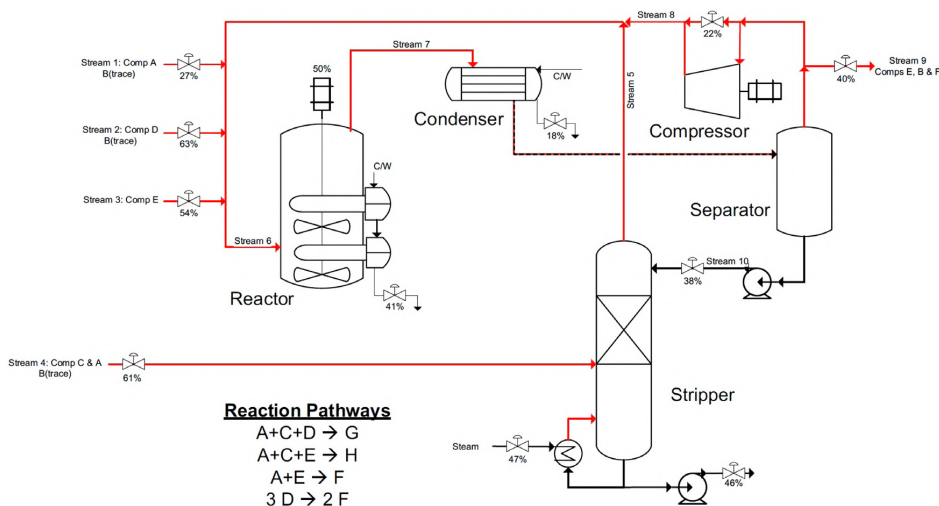 Stream 8
22%
Stream 7
Stream 1: Comp A
B(trace)
27%
50%
C/W
Stream 5
Stream 9
Comps E, B & F
40%
Condenser
18%
Compressor
Stream 2: Comp D
B(trace)
63%
C/W
Stream 3: Comp E
54%
Separator
Stream 6
Stream 10
38%
Reactor
41%
Stream 4: Comp C & A
B(trace)
61%
Stripper
Reaction Pathways
A+C+D → G
A+C+E → H
A+E → F
3 D → 2 F
Steam
47%
46%